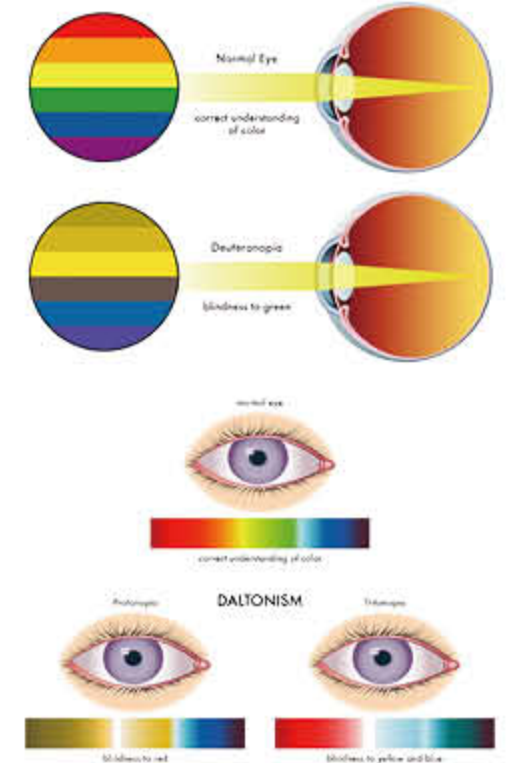 Normal Eye
correct understanding
of color
Deuteranopia
blindness to green
normal eye
correct understanding of color
DALTONISM
Protanopia
Tritanopia
blindness to red
blindness to yellow and blue